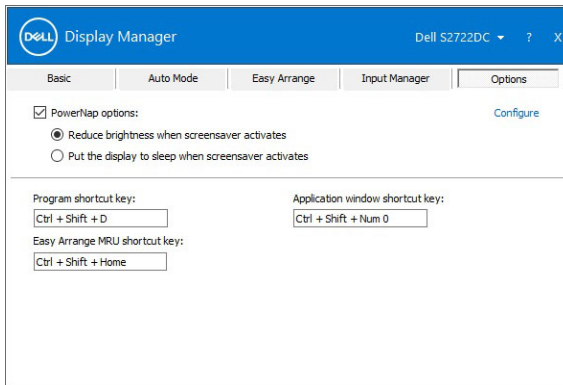 DELL Display Manager Dell S2722DC ? X
Basic Auto Mode Easy Arrange Input Manager Options
PowerNap options: Configure
Reduce brightness when screensaver activates
Put the display to sleep when screensaver activates
Program shortcut key: Application window shortcut key:
Ctrl + Shift + D Ctrl + Shift + Num 0
Easy Arrange MRU shortcut key:
Ctrl + Shift + Home